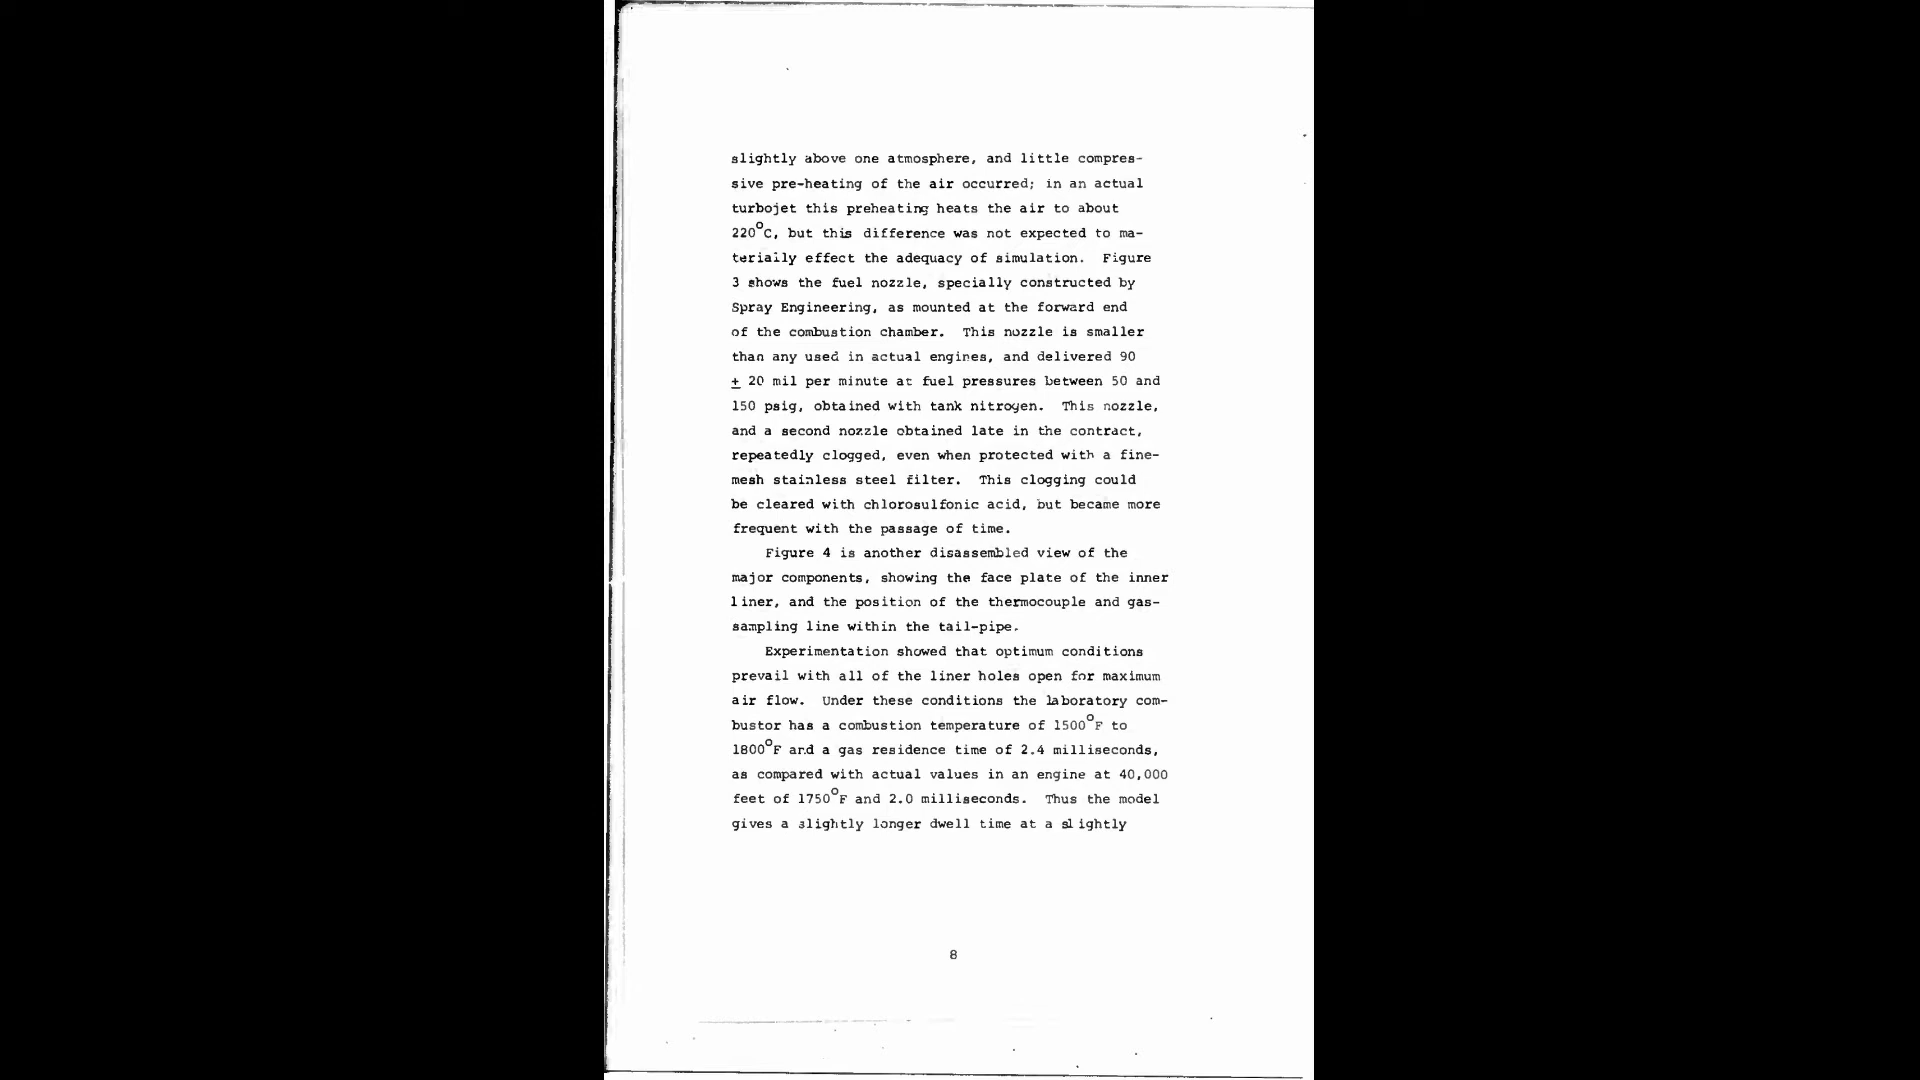 slightly above one atmosphere, and little compres-
sive pre-heating of the air occurred; in an actual
turbojet this preheating heats the air to about
220°C, but this difference was not expected to ma-
terially effect the adequacy of simulation. Figure
3 shows the fuel nozzle, specially constructed by
Spray Engineering, as mounted at the forward end
of the combustion chamber. This nozzle is smaller
than any used in actual engines, and delivered 90
± 20 mil per minute at fuel pressures between 50 and
150 psig, obtained with tank nitrogen. This nozzle,
and a second nozzle obtained late in the contract,
repeatedly clogged, even when protected with a fine-
mesh stainless steel filter. This clogging could
be cleared with chlorosulfonic acid, but became more
frequent with the passage of time.
Figure 4 is another disassembled view of the
major components, showing the face plate of the inner
liner, and the position of the thermocouple and gas-
sampling line within the tail-pipe.
Experimentation showed that optimum conditions
prevail with all of the liner holes open for maximum
air flow. Under these conditions the laboratory com-
bustor has a combustion temperature of 1500°F to
1800°F and a gas residence time of 2.4 milliseconds,
as compared with actual values in an engine at 40,000
feet of 1750°F and 2.0 milliseconds. Thus the model
gives a slightly longer dwell time at a slightly
8